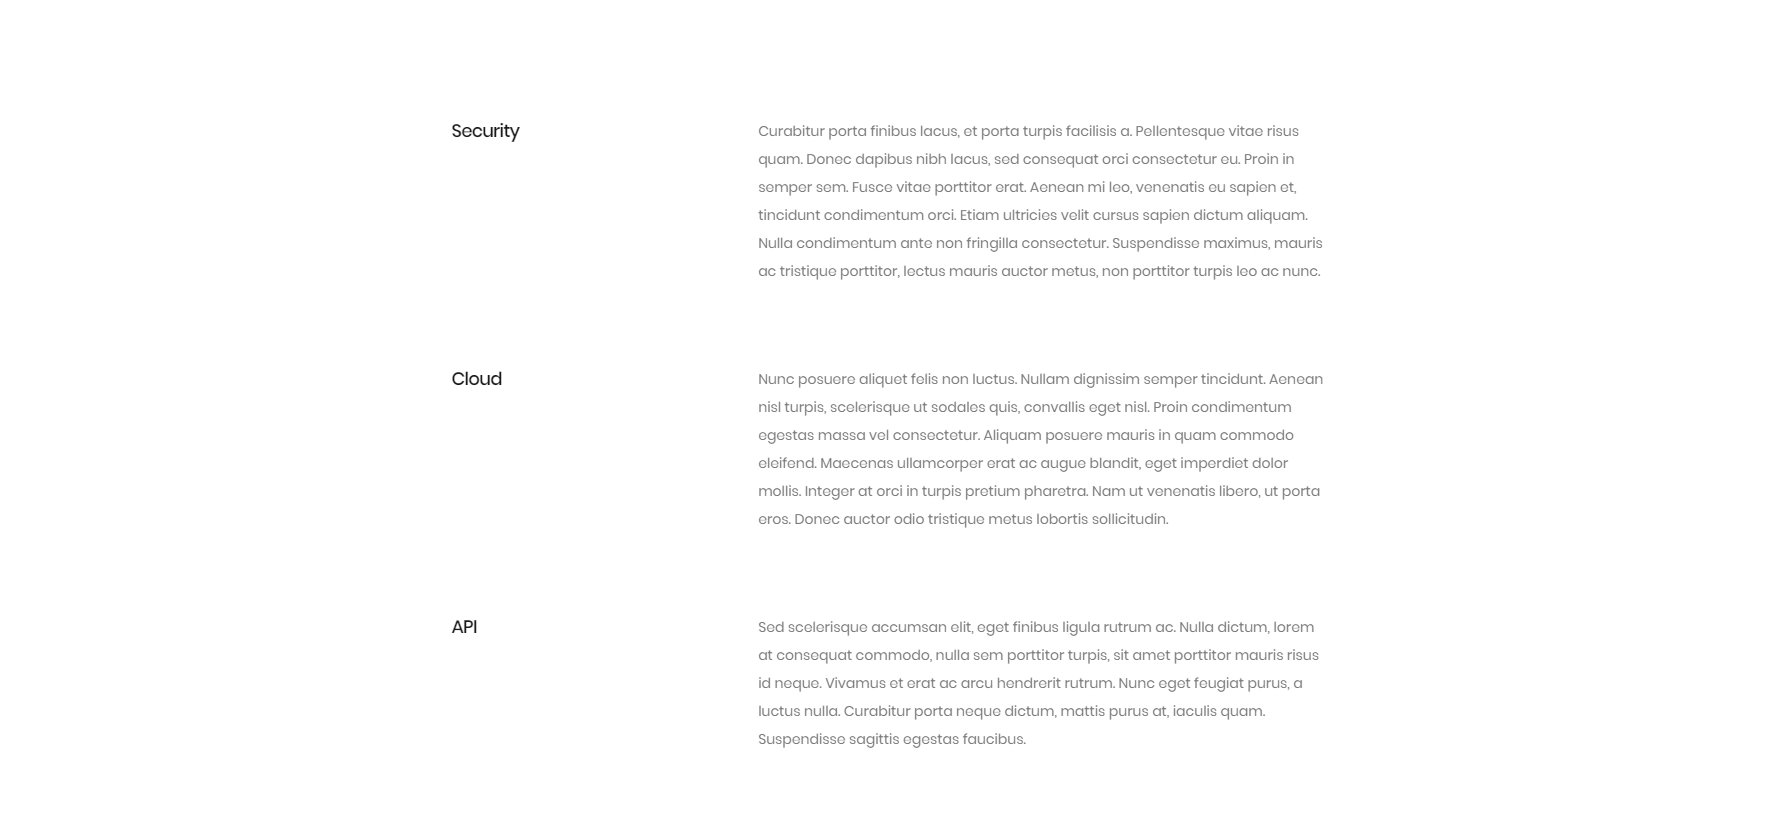 Security
Curabitur porta finibus lacus, et porta turpis facilisis a. Pellentesque vitae risus
quam. Donec dapibus nibh lacus, sed consequat orci consectetur eu. Proin in
semper sem. Fusce vitae porttitor erat. Aenean mi leo, venenatis eu sapien et,
tincidunt condimentum orci. Etiam ultricies velit cursus sapien dictum aliquam.
Nulla condimentum ante non fringilla consectetur. Suspendisse maximus, mauris
ac tristique porttitor, lectus mauris auctor metus, non porttitor turpis leo ac nunc.
Cloud
Nunc posuere aliquet felis non luctus. Nullam dignissim semper tincidunt. Aenean
nisl turpis, scelerisque ut sodales quis, convallis eget nisl. Proin condimentum
egestas massa vel consectetur. Aliquam posuere mauris in quam commodo
eleifend. Maecenas ullamcorper erat ac augue blandit, eget imperdiet dolor
mollis. Integer at orci in turpis pretium pharetra. Nam ut venenatis libero, ut porta
eros. Donec auctor odio tristique metus lobortis sollicitudin.
API
Sed scelerisque accumsan elit, eget finibus ligula rutrum ac. Nulla dictum, lorem
at consequat commodo, nulla sem porttitor turpis, sit amet porttitor mauris risus
id neque. Vivamus et erat ac arcu hendrerit rutrum. Nunc eget feugiat purus, a
luctus nulla. Curabitur porta neque dictum, mattis purus at, iaculis quam.
Suspendisse sagittis egestas faucibus.